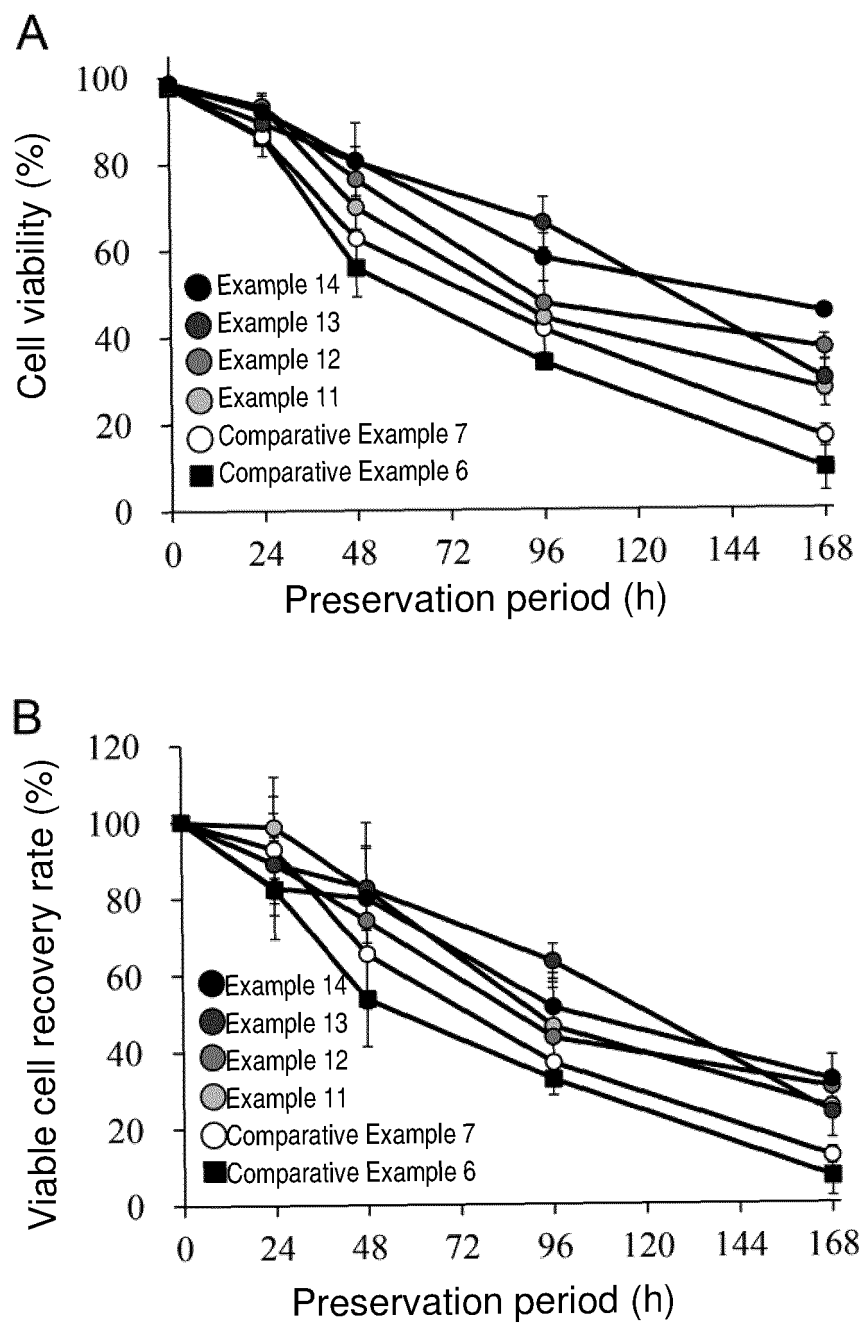 A
Cell viability (%)
100
80
60
40
20
0
Example 14
Example 13
Example 12
Example 11
Comparative Example 7
Comparative Example 6
0 24 48 72 96 120 144 168
Preservation period (h)
B
Viable cell recovery rate (%)
120
100
80
60
40
20
0
Example 14
Example 13
Example 12
Example 11
Comparative Example 7
Comparative Example 6
0 24 48 72 96 120 144 168
Preservation period (h)